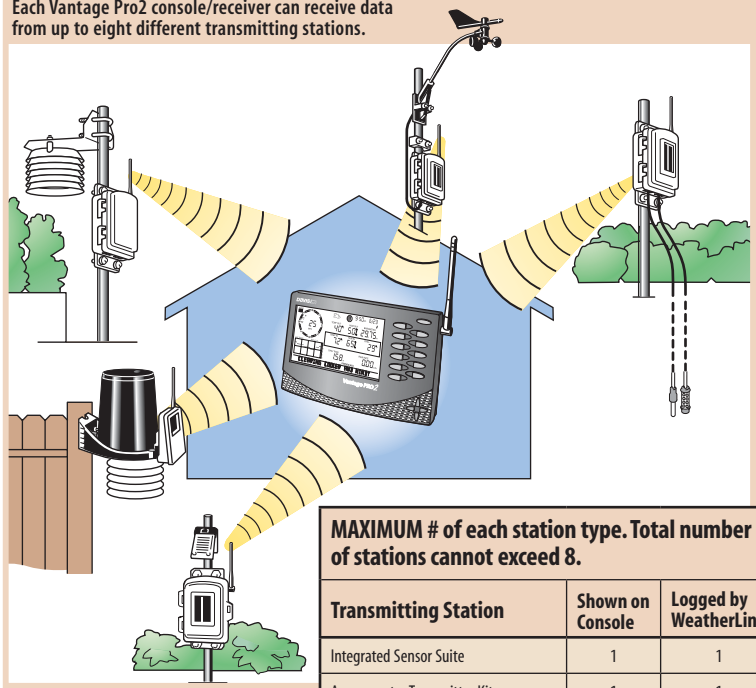 Each Vantage Pro2 console/receiver can receive data
from up to eight different transmitting stations.
Vantage PRO2
MAXIMUM # of each station type. Total number
of stations cannot exceed 8.
Transmitting Station
Shown on
Console
Logged by
Integrated Sensor Suite
1
1